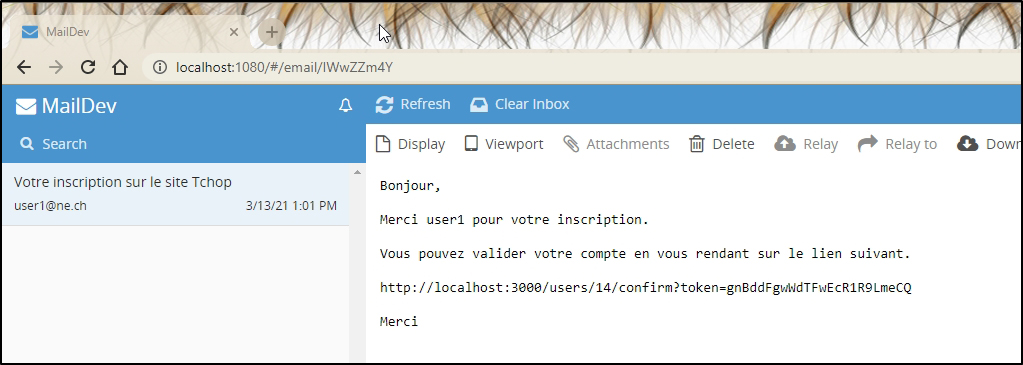 MailDev
localhost:1080/#/email/IWwZZm4Y
MailDev
Refresh
Clear Inbox
Search
Display
Viewport
Attachments
Delete
Relay
Relay to
Down
Votre inscription sur le site Tchop
user1@ne.ch
3/13/21 1:01 PM
Bonjour,
Merci user1 pour votre inscription.
Vous pouvez valider votre compte en vous rendant sur le lien suivant.
http://localhost:3000/users/14/confirm?token=gnBddFgwWdTFwEcR1R9LmeCQ
Merci